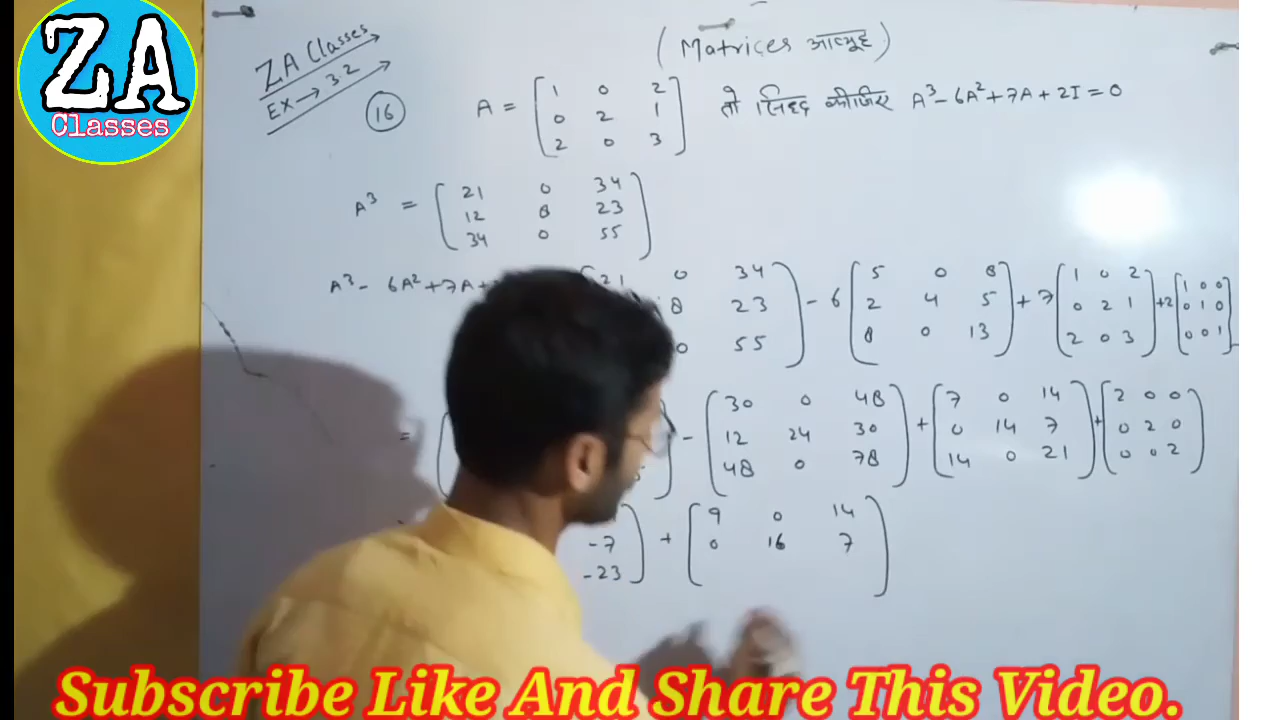 ZA
Classes
ZA Classes
EX → 3.2
(Matrices आव्यूह)
(16) A = [1 0 2
0 2 1
2 0 3] तो सिद्ध कीजिए A³ - 6A² + 7A + 2I = 0
A³ = [21 0 34
12 8 23
34 0 55]
A³ - 6A² + 7A + [21 0 34
8 23
0 55] - 6 [5 0 8
2 4 5
8 0 13] + 7 [1 0 2
0 2 1
2 0 3] + 2 [1 0 0
0 1 0
0 0 1]
= [ ] - [30 0 48
12 24 30
48 0 78] + [7 0 14
0 14 7
14 0 21] + [2 0 0
0 2 0
0 0 2]
-7
-23] + [9 0 14
0 16 7]
Subscribe Like And Share This Video.